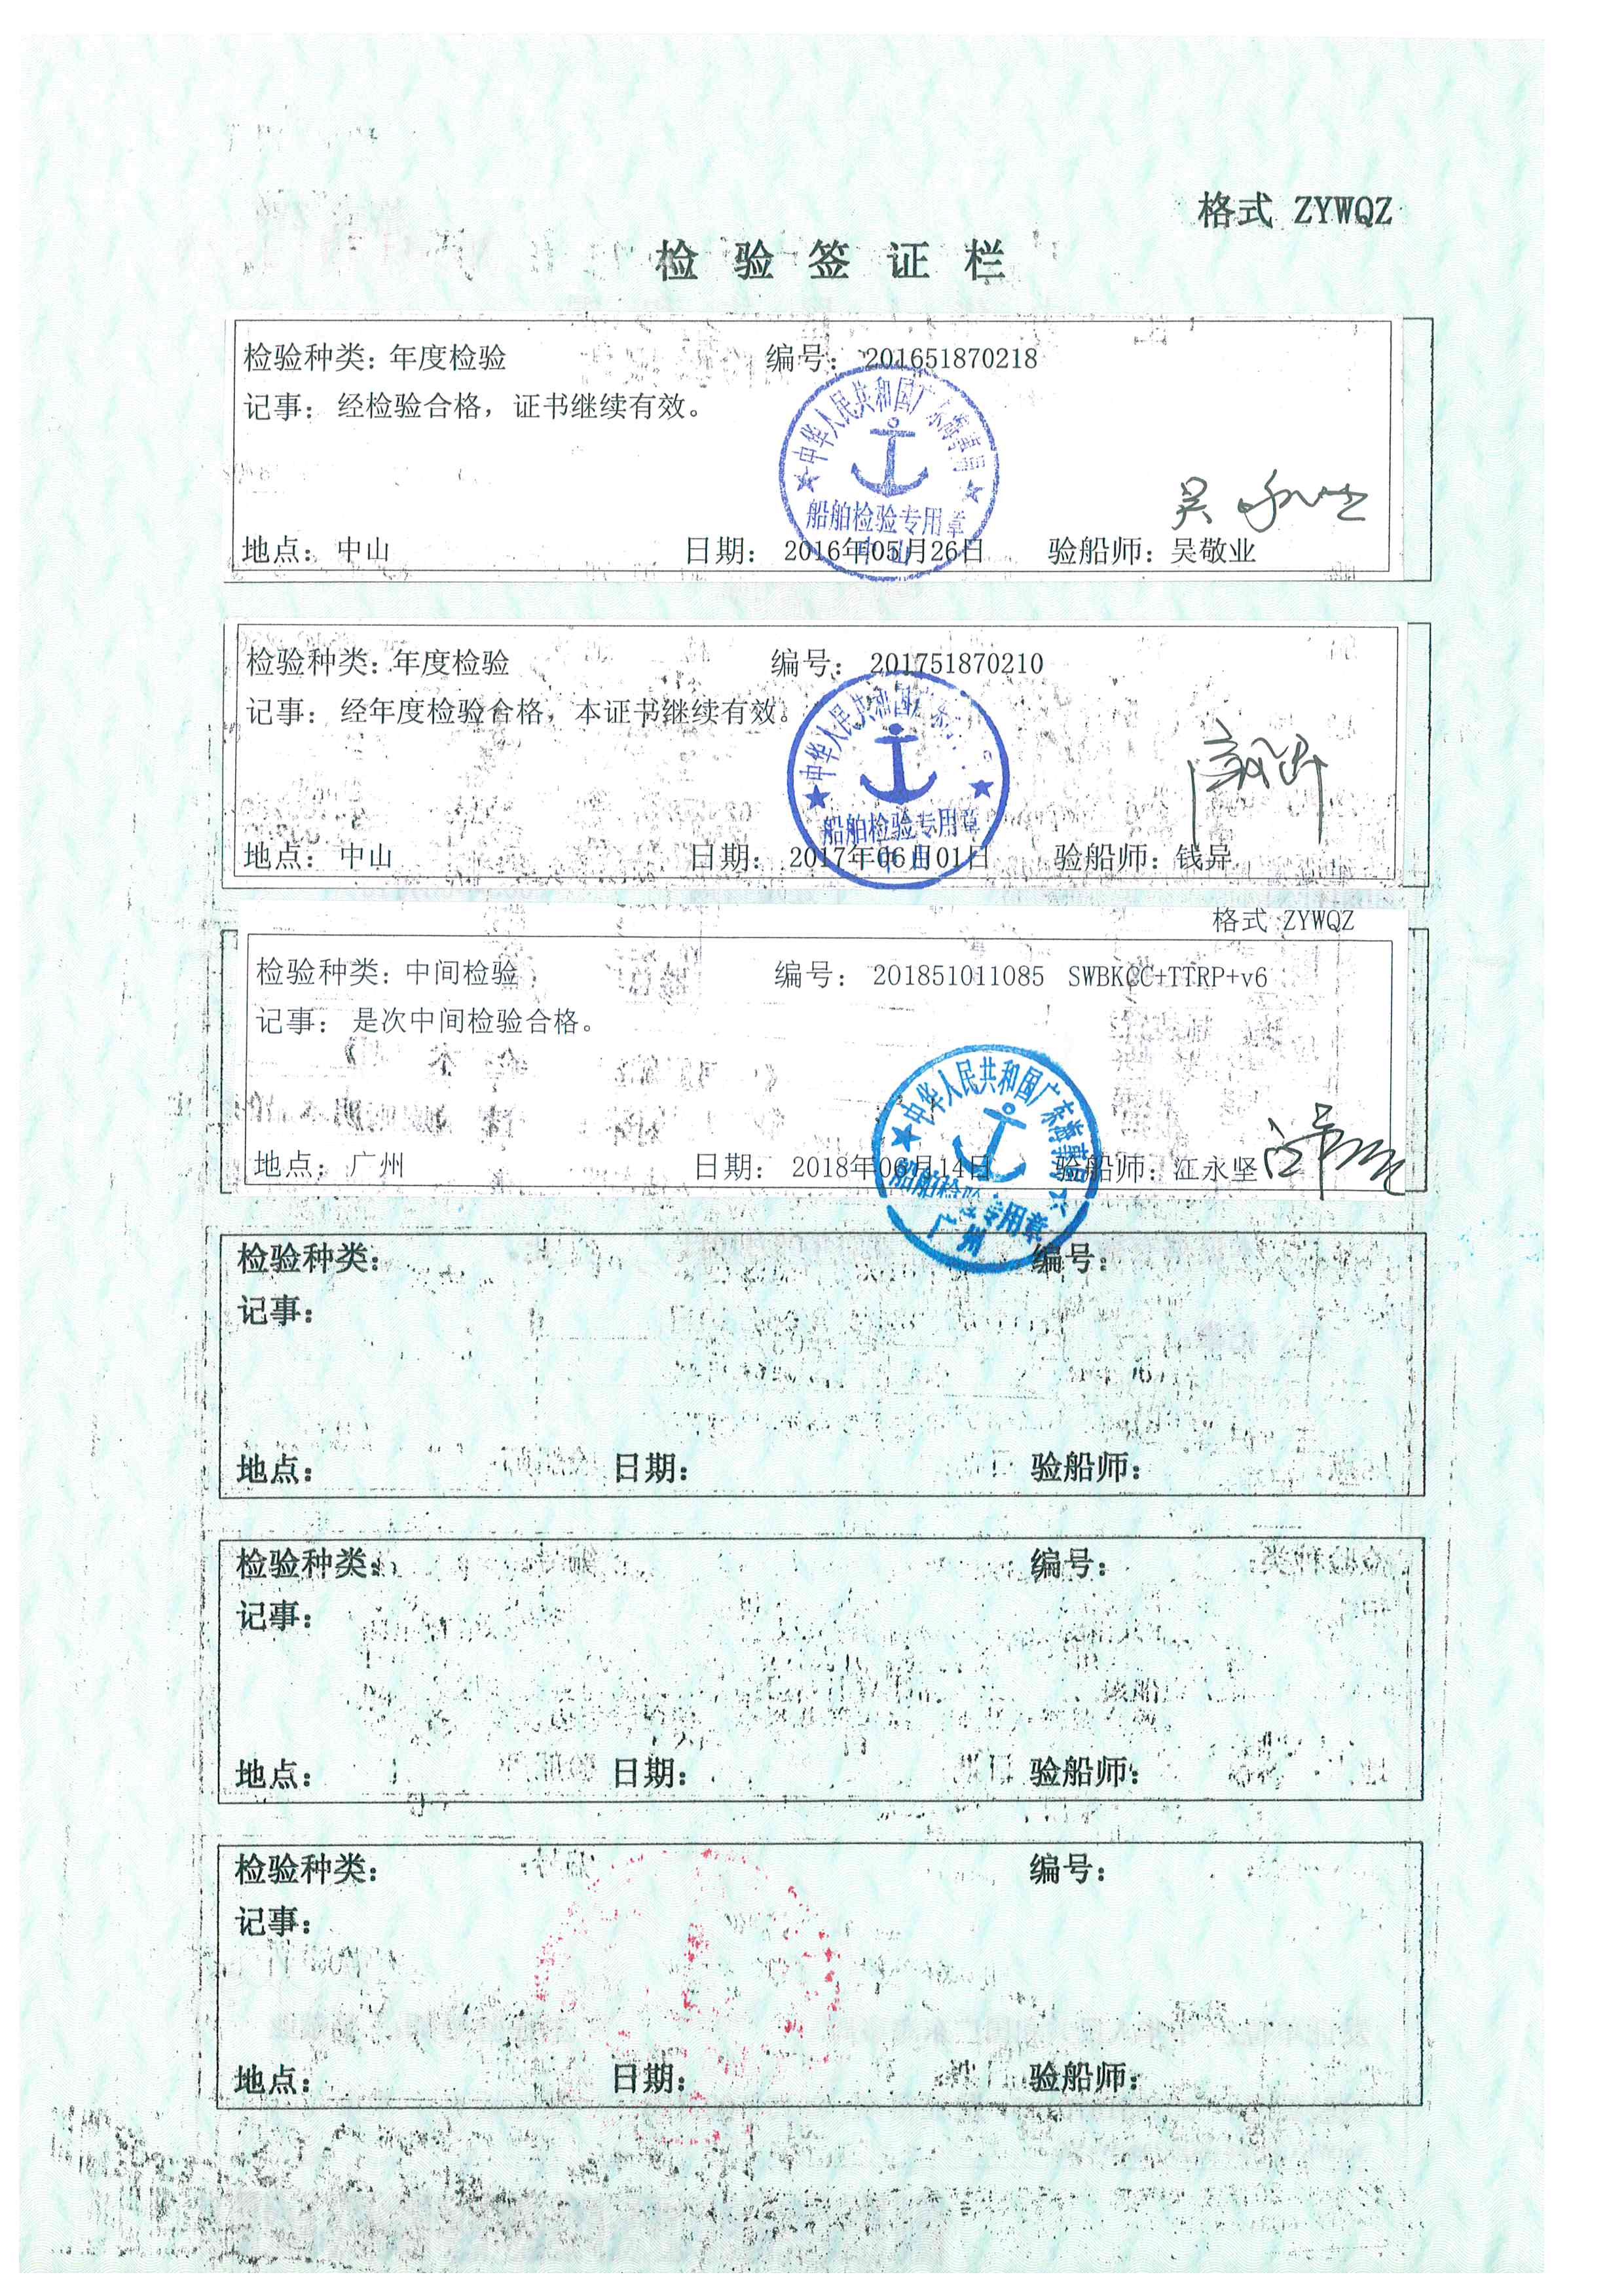 格式 ZYWQZ
检验签证栏
检验种类：年度检验 编号：201651870218
记事：经检验合格，证书继续有效。
中华人民共和国广东海事局
船舶检验专用章
中山
地点：中山 日期：2016年05月26日 验船师：吴敬业
检验种类：年度检验 编号：201751870210
记事：经年度检验合格，本证书继续有效。
中华人民共和国广东
船舶检验专用章
地点：中山 日期：2017年06月01日 验船师：钱异
格式 ZYWQZ
检验种类：中间检验 编号：201851011085 SWBKCC+TTRP+v6
记事：是次中间检验合格。
中华人民共和国广东海事局
船舶检验专用章
广州
地点：广州 日期：2018年06月14日 验船师：江永坚
检验种类： 编号：
记事：
地点： 日期： 验船师：
检验种类： 编号：
记事：
地点： 日期： 验船师：
检验种类： 编号：
记事：
地点： 日期： 验船师：